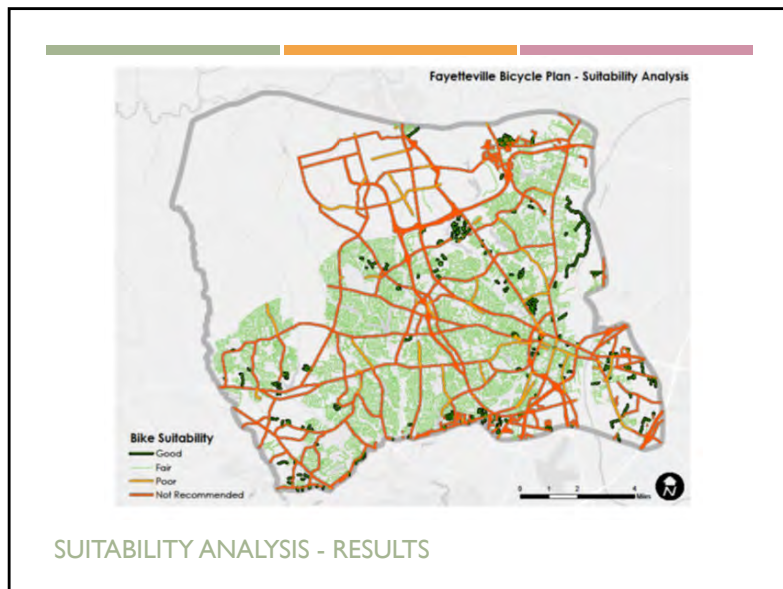 Fayetteville Bicycle Plan - Suitability Analysis
Bike Suitability
Good
Fair
Poor
Not Recommended
0 1 2 4
Miles
N
SUITABILITY ANALYSIS - RESULTS